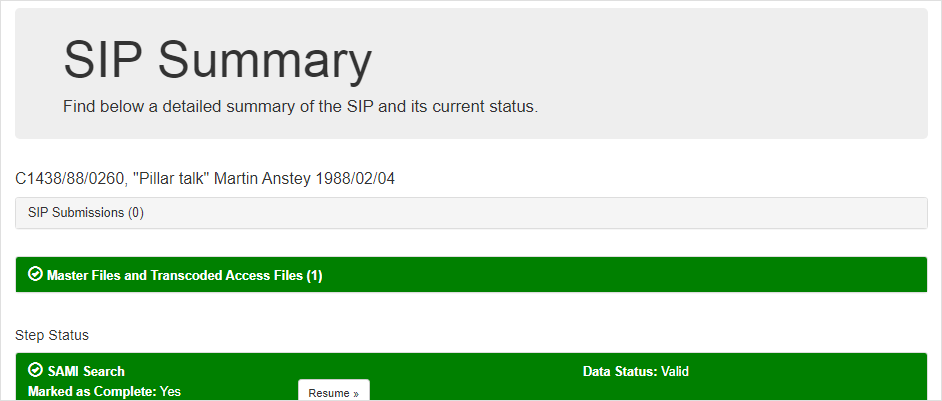 SIP Summary
Find below a detailed summary of the SIP and its current status.
C1438/88/0260, "Pillar talk" Martin Anstey 1988/02/04
SIP Submissions (0)
Master Files and Transcoded Access Files (1)
Step Status
SAMI Search Data Status: Valid
Marked as Complete: Yes Resume »